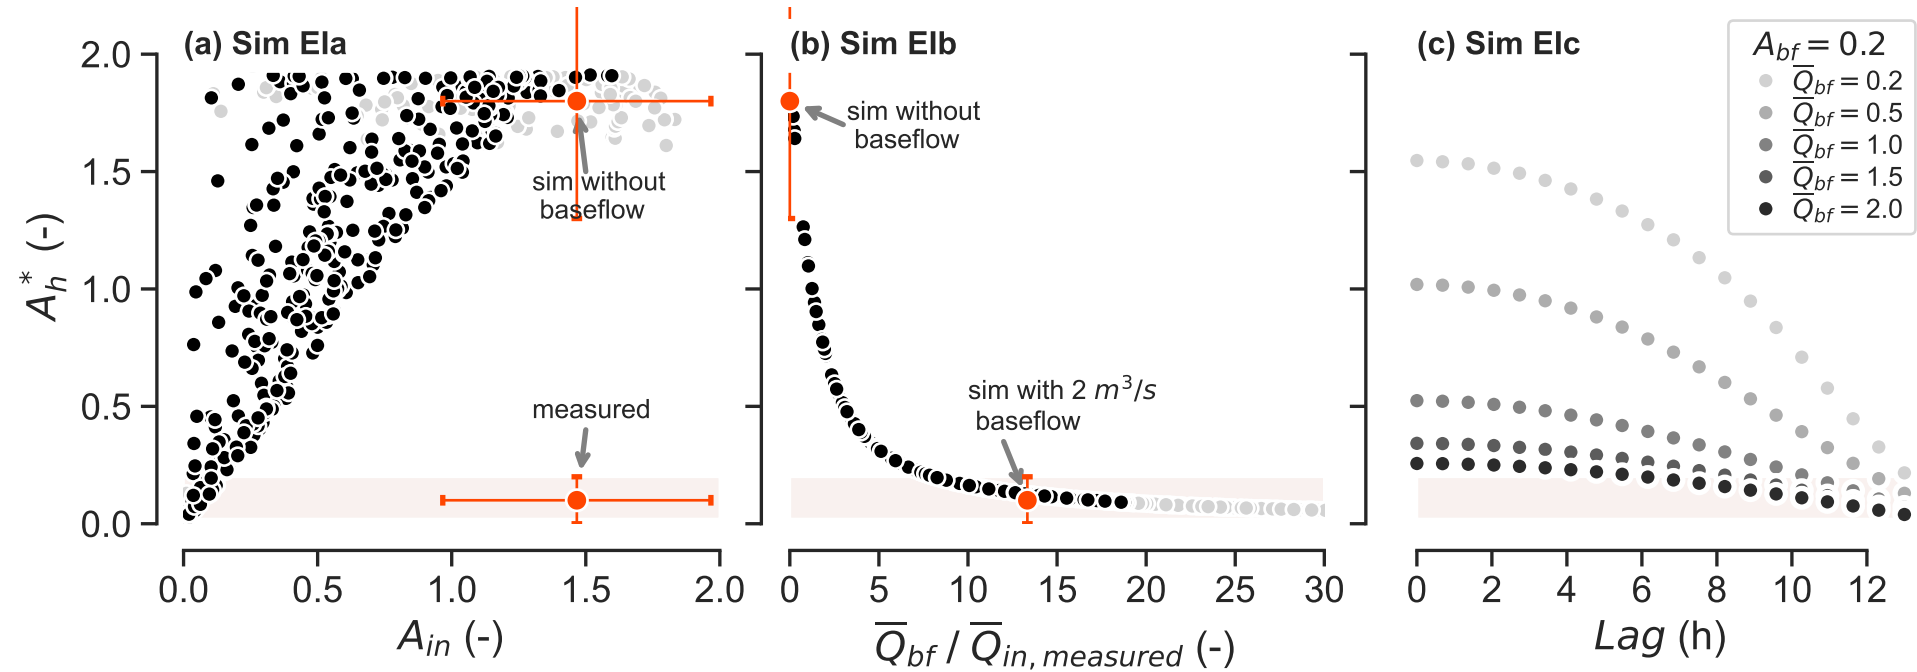 (a) Sim EIa
(b) Sim EIb
(c) Sim EIc
A_bf = 0.2
Q̅_bf = 0.2
Q̅_bf = 0.5
Q̅_bf = 1.0
Q̅_bf = 1.5
Q̅_bf = 2.0
2.0
1.5
1.0
0.5
0.0
A_h^* (-)
sim without
baseflow
measured
sim without
baseflow
sim with 2 m³/s
baseflow
0.0 0.5 1.0 1.5 2.0
0 5 10 15 20 25 30
0 2 4 6 8 10 12
A_in (-)
Q̅_bf / Q̅_in, measured (-)
Lag (h)